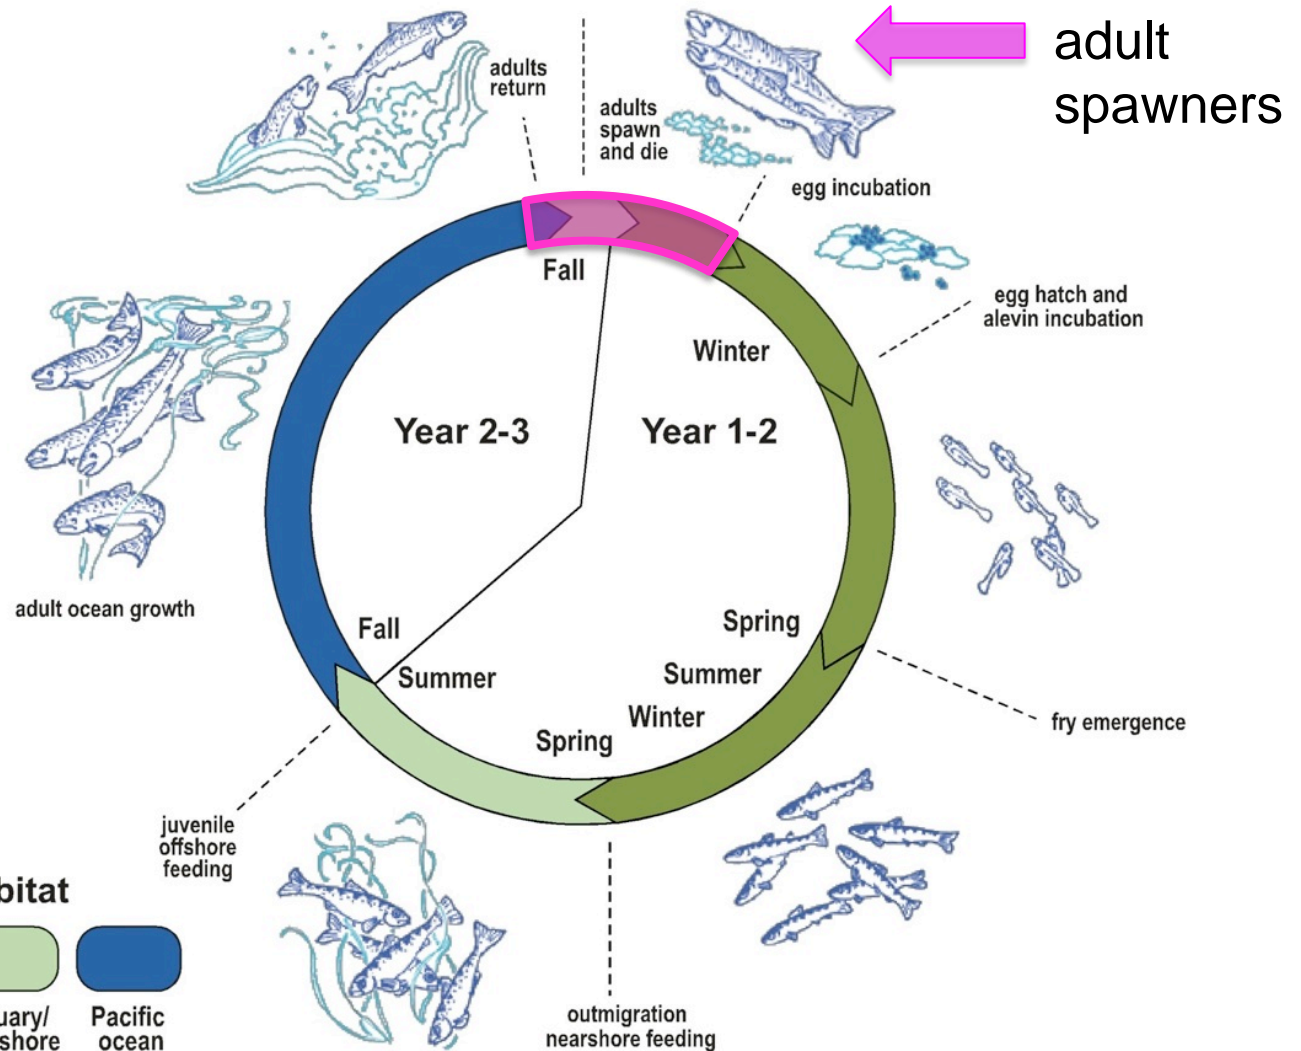 adult
spawners
adults
return
adults
spawn
and die
egg incubation
egg hatch and
alevin incubation
Fall
Winter
Year 2-3
Year 1-2
adult ocean growth
Fall
Spring
Summer
Summer
Winter
Spring
fry emergence
juvenile
offshore
feeding
bitat
uary/
shore
Pacific
ocean
outmigration
nearshore feeding